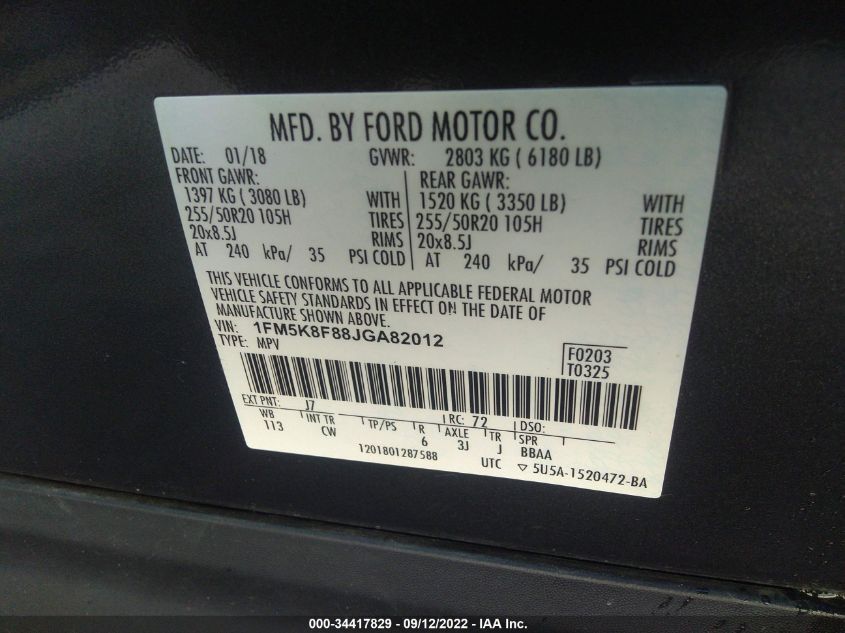 MFD. BY FORD MOTOR CO.
DATE: 01/18 GVWR: 2803 KG ( 6180 LB)
FRONT GAWR: REAR GAWR:
1397 KG ( 3080 LB) WITH 1520 KG ( 3350 LB) WITH
255/50R20 105H TIRES 255/50R20 105H TIRES
20x8.5J RIMS 20x8.5J RIMS
AT 240 kPa/ 35 PSI COLD AT 240 kPa/ 35 PSI COLD
THIS VEHICLE CONFORMS TO ALL APPLICABLE FEDERAL MOTOR
VEHICLE SAFETY STANDARDS IN EFFECT ON THE DATE OF
MANUFACTURE SHOWN ABOVE.
VIN: 1FM5K8F88JGA82012
TYPE: MPV
F0203
T0325
EXT PNT: J7 RC: 72 DSO:
WB INT TR TP/PS R AXLE TR SPR
113 CW 6 3J J BBAA
1201801287588 UTC ▽ 5U5A-1520472-BA
000-34417829 - 09/12/2022 - IAA Inc.